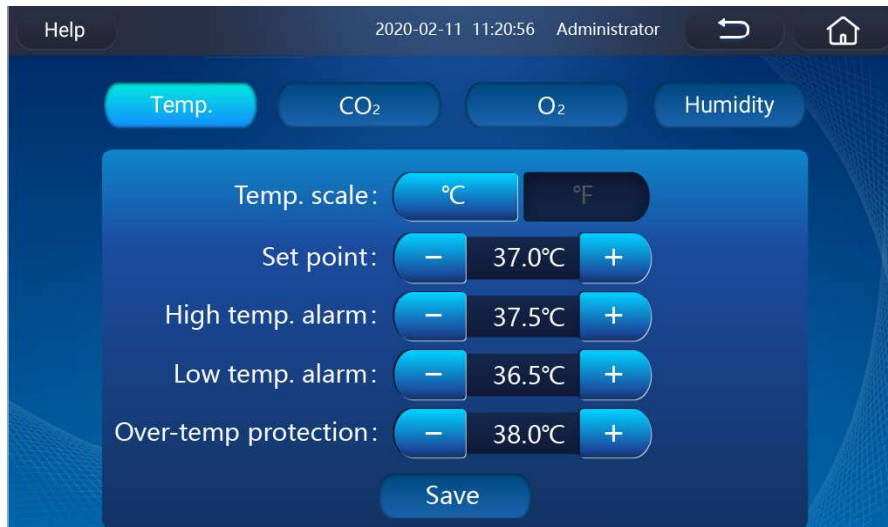 Help 2020-02-11 11:20:56 Administrator
Temp. CO₂ O₂ Humidity
Temp. scale: ℃ ℉
Set point: − 37.0℃ +
High temp. alarm: − 37.5℃ +
Low temp. alarm: − 36.5℃ +
Over-temp protection: − 38.0℃ +
Save